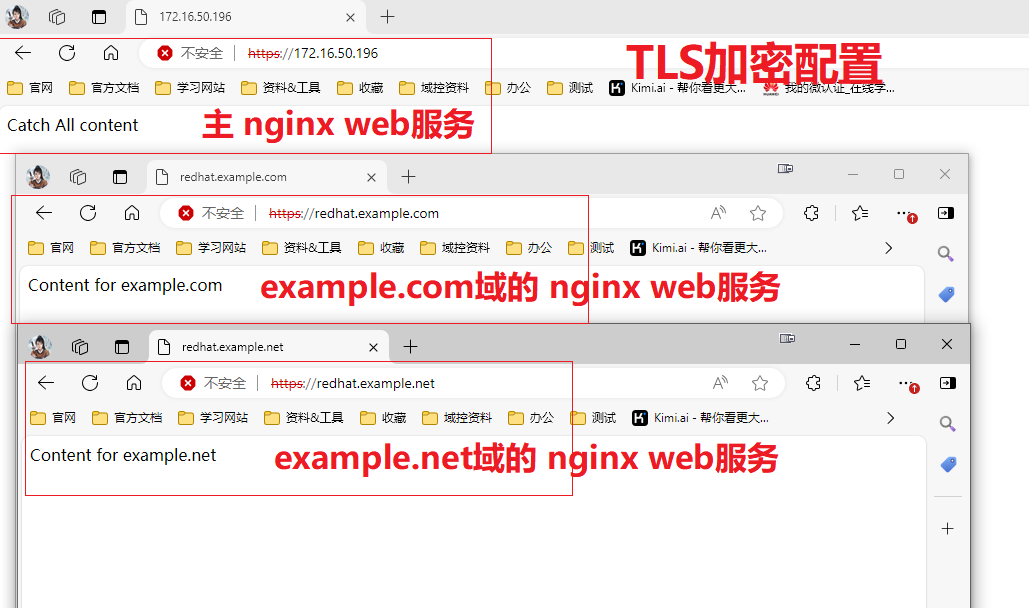 172.16.50.196
不安全 https://172.16.50.196
TLS加密配置
官网 官方文档 学习网站 资料&工具 收藏 域控资料 办公 测试 Kimi.ai - 帮你看更大... 我的微认证_在线学...
Catch All content
主 nginx web服务
redhat.example.com
不安全 https://redhat.example.com
官网 官方文档 学习网站 资料&工具 收藏 域控资料 办公 测试 Kimi.ai - 帮你看更大...
Content for example.com
example.com域的 nginx web服务
redhat.example.net
不安全 https://redhat.example.net
官网 官方文档 学习网站 资料&工具 收藏 域控资料 办公 测试 Kimi.ai - 帮你看更大...
Content for example.net
example.net域的 nginx web服务